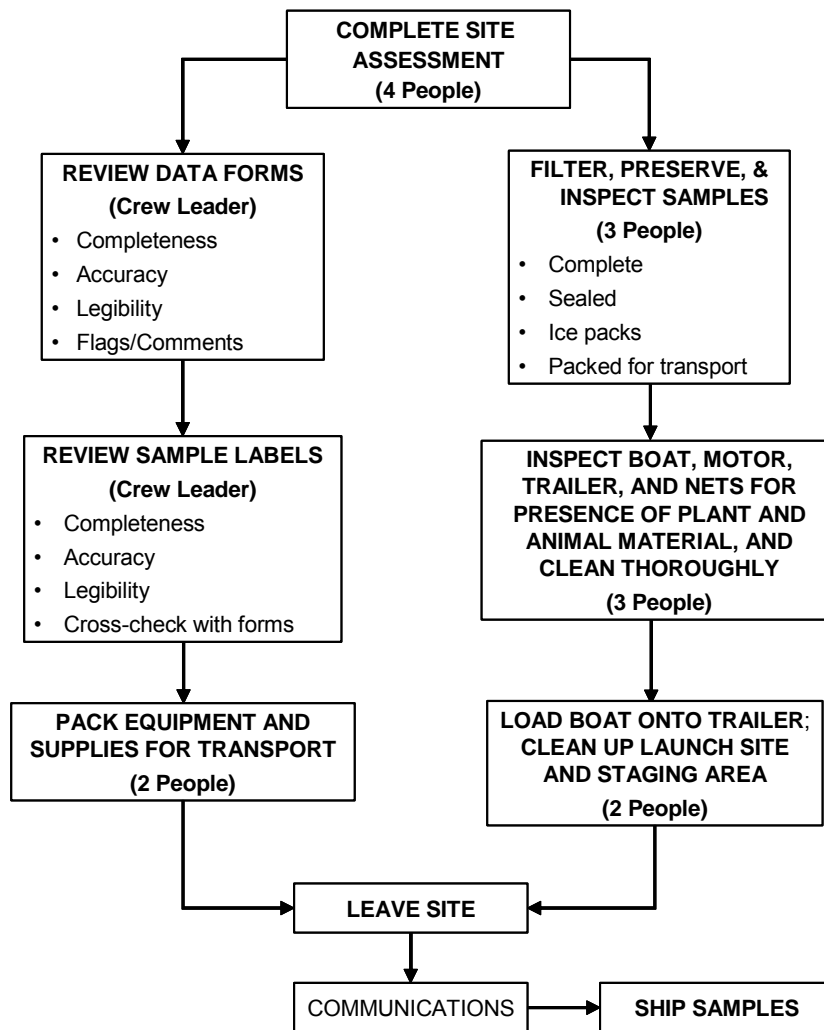 COMPLETE SITE
ASSESSMENT
(4 People)
REVIEW DATA FORMS
(Crew Leader)
• Completeness
• Accuracy
• Legibility
• Flags/Comments
REVIEW SAMPLE LABELS
(Crew Leader)
• Completeness
• Accuracy
• Legibility
• Cross-check with forms
PACK EQUIPMENT AND
SUPPLIES FOR TRANSPORT
(2 People)
FILTER, PRESERVE, &
INSPECT SAMPLES
(3 People)
• Complete
• Sealed
• Ice packs
• Packed for transport
INSPECT BOAT, MOTOR,
TRAILER, AND NETS FOR
PRESENCE OF PLANT AND
ANIMAL MATERIAL, AND
CLEAN THOROUGHLY
(3 People)
LOAD BOAT ONTO TRAILER;
CLEAN UP LAUNCH SITE
AND STAGING AREA
(2 People)
LEAVE SITE
COMMUNICATIONS
SHIP SAMPLES